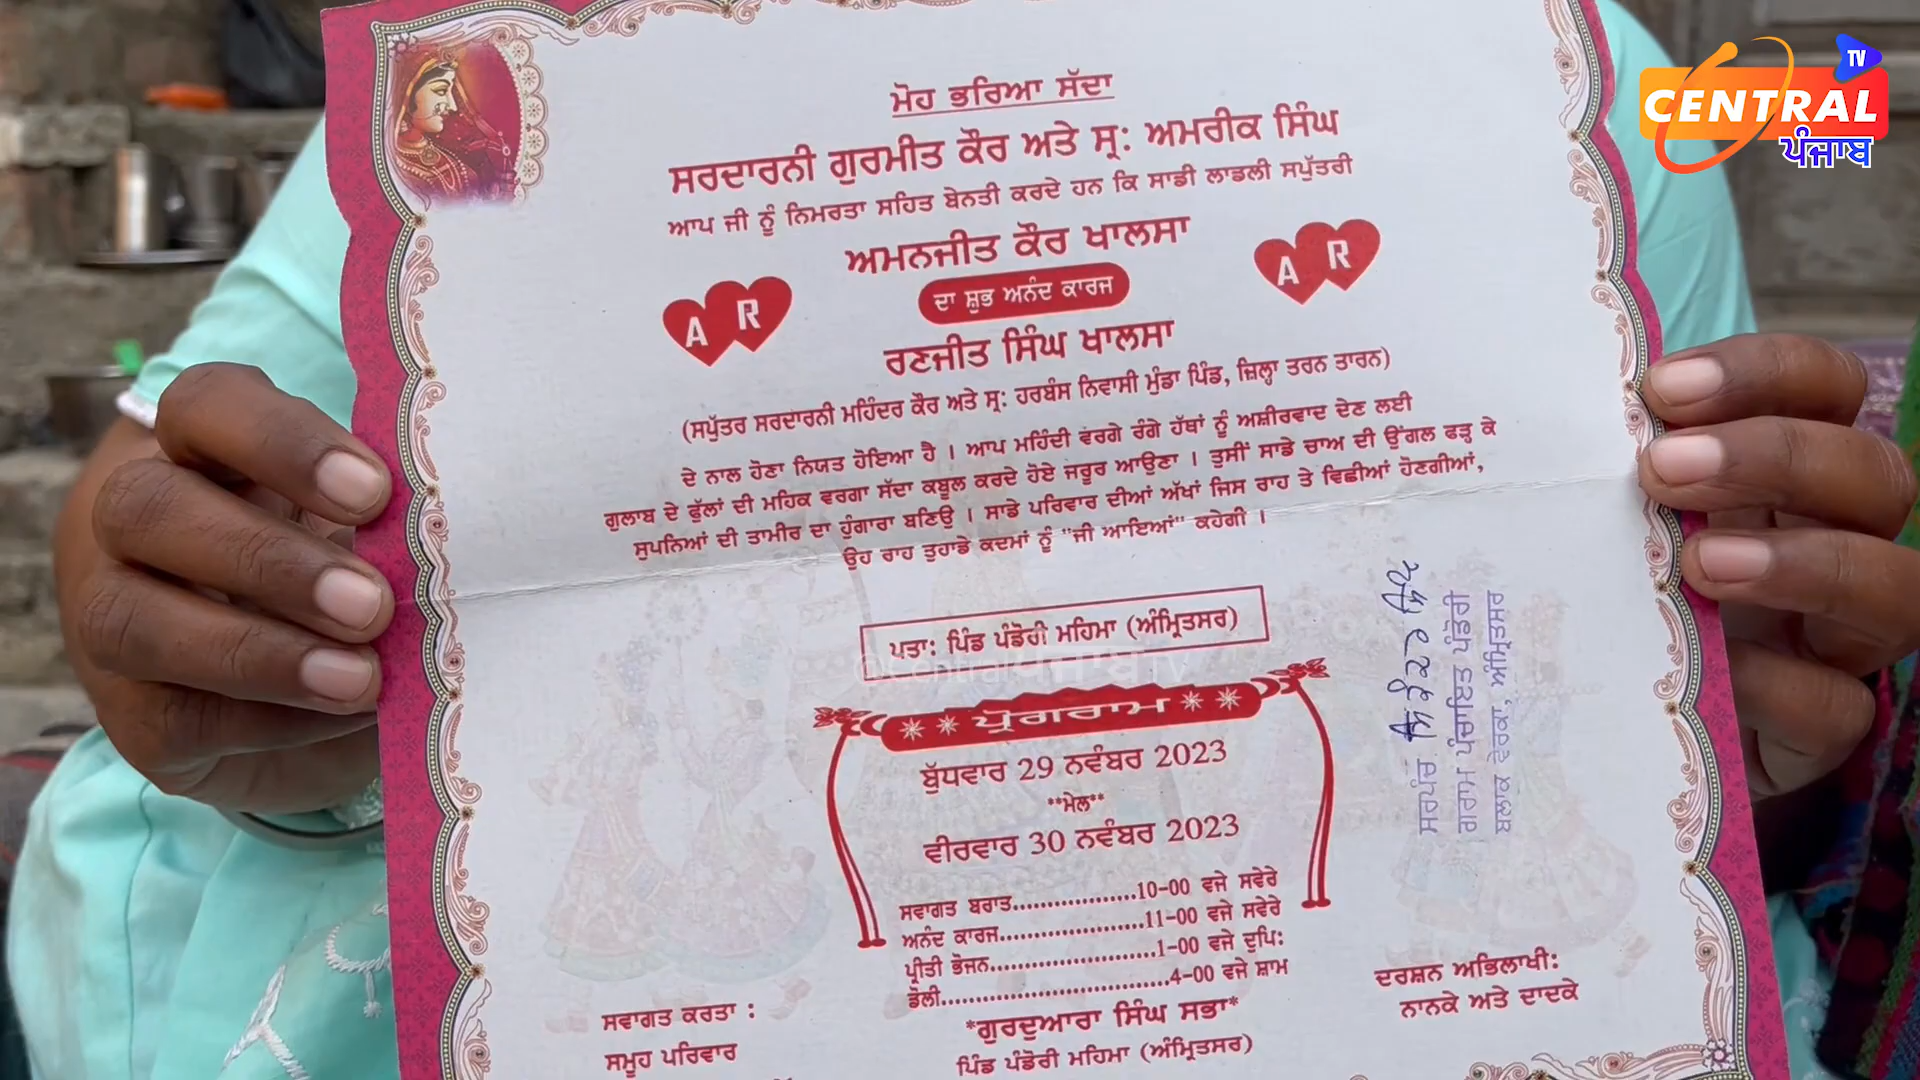 TV
CENTRAL
ਪੰਜਾਬ
ਮੋਹ ਭਰਿਆ ਸੱਦਾ
ਸਰਦਾਰਨੀ ਗੁਰਮੀਤ ਕੌਰ ਅਤੇ ਸ੍ਰ: ਅਮਰੀਕ ਸਿੰਘ
ਆਪ ਜੀ ਨੂੰ ਨਿਮਰਤਾ ਸਹਿਤ ਬੇਨਤੀ ਕਰਦੇ ਹਨ ਕਿ ਸਾਡੀ ਲਾਡਲੀ ਸਪੁੱਤਰੀ
ਅਮਨਜੀਤ ਕੌਰ ਖਾਲਸਾ
A R
ਦਾ ਸ਼ੁਭ ਅਨੰਦ ਕਾਰਜ
A R
ਰਣਜੀਤ ਸਿੰਘ ਖਾਲਸਾ
(ਸਪੁੱਤਰ ਸਰਦਾਰਨੀ ਮਹਿੰਦਰ ਕੌਰ ਅਤੇ ਸ੍ਰ: ਹਰਬੰਸ ਨਿਵਾਸੀ ਮੁੰਡਾ ਪਿੰਡ, ਜ਼ਿਲ੍ਹਾ ਤਰਨ ਤਾਰਨ)
ਦੇ ਨਾਲ ਹੋਣਾ ਨਿਯਤ ਹੋਇਆ ਹੈ । ਆਪ ਮਹਿੰਦੀ ਵਰਗੇ ਰੰਗੇ ਹੱਥਾਂ ਨੂੰ ਅਸ਼ੀਰਵਾਦ ਦੇਣ ਲਈ
ਗੁਲਾਬ ਦੇ ਫੁੱਲਾਂ ਦੀ ਮਹਿਕ ਵਰਗਾ ਸੱਦਾ ਕਬੂਲ ਕਰਦੇ ਹੋਏ ਜਰੂਰ ਆਉਣਾ । ਤੁਸੀਂ ਸਾਡੇ ਚਾਅ ਦੀ ਉਂਗਲ ਫੜ੍ਹ ਕੇ
ਸੁਪਨਿਆਂ ਦੀ ਤਾਮੀਰ ਦਾ ਹੁੰਗਾਰਾ ਬਣਿਉ । ਸਾਡੇ ਪਰਿਵਾਰ ਦੀਆਂ ਅੱਖਾਂ ਜਿਸ ਰਾਹ ਤੇ ਵਿਛੀਆਂ ਹੋਣਗੀਆਂ,
ਉਹ ਰਾਹ ਤੁਹਾਡੇ ਕਦਮਾਂ ਨੂੰ "ਜੀ ਆਇਆਂ" ਕਹੇਗੀ ।
ਪਤਾ: ਪਿੰਡ ਪੰਡੋਰੀ ਮਹਿਮਾ (ਅੰਮ੍ਰਿਤਸਰ)
@Central ਪੰਜਾਬ TV
ਪ੍ਰੋਗਰਾਮ
ਬੁੱਧਵਾਰ 29 ਨਵੰਬਰ 2023
**ਮੇਲ**
ਵੀਰਵਾਰ 30 ਨਵੰਬਰ 2023
ਸਵਾਗਤ ਬਰਾਤ..................10-00 ਵਜੇ ਸਵੇਰੇ
ਅਨੰਦ ਕਾਰਜ.....................11-00 ਵਜੇ ਸਵੇਰੇ
ਪ੍ਰੀਤੀ ਭੋਜਨ........................1-00 ਵਜੇ ਦੁਪਿ:
ਡੋਲੀ.................................4-00 ਵਜੇ ਸ਼ਾਮ
*ਗੁਰਦੁਆਰਾ ਸਿੰਘ ਸਭਾ*
ਪਿੰਡ ਪੰਡੋਰੀ ਮਹਿਮਾ (ਅੰਮ੍ਰਿਤਸਰ)
ਸਵਾਗਤ ਕਰਤਾ :
ਸਮੂਹ ਪਰਿਵਾਰ
ਦਰਸ਼ਨ ਅਭਿਲਾਖੀ:
ਨਾਨਕੇ ਅਤੇ ਦਾਦਕੇ
ਸਰਪੰਚ
ਗਰਾਮ ਪੰਚਾਇਤ ਪੰਡੋਰੀ
ਬਲਾਕ ਵੇਰਕਾ, ਅੰਮ੍ਰਿਤਸਰ